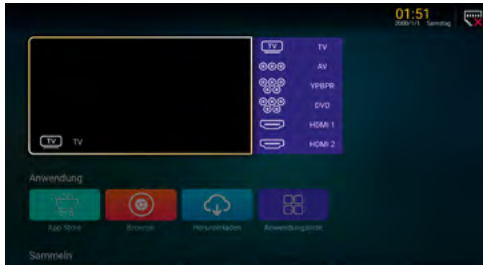 01:51
2000/1/1 Samstag
TV TV
AV
YPBPR
DVD
HDMI 1
HDMI 2
TV TV
Anwendung
App Store
Browser
Herunterladen
Anwendungsliste
Sammeln